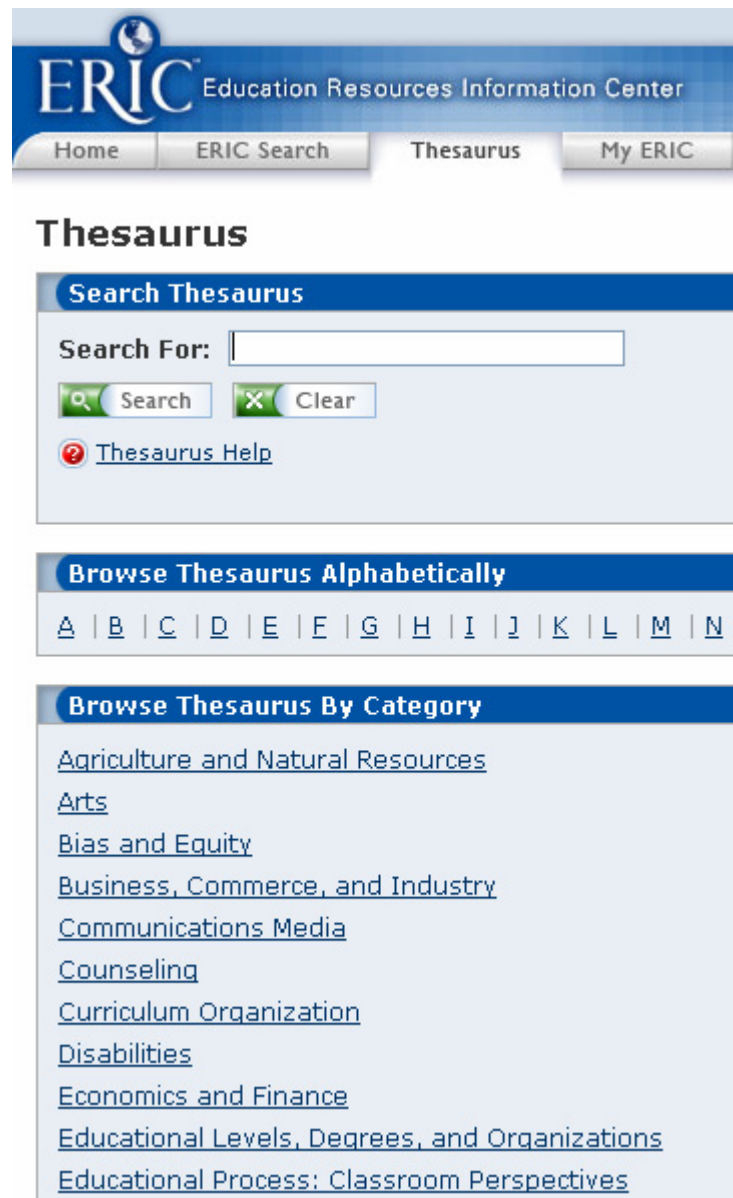 ERIC™ Education Resources Information Center
Home ERIC Search Thesaurus My ERIC
Thesaurus
Search Thesaurus
Search For:
Search Clear
? Thesaurus Help
Browse Thesaurus Alphabetically
A | B | C | D | E | F | G | H | I | J | K | L | M | N
Browse Thesaurus By Category
Agriculture and Natural Resources
Arts
Bias and Equity
Business, Commerce, and Industry
Communications Media
Counseling
Curriculum Organization
Disabilities
Economics and Finance
Educational Levels, Degrees, and Organizations
Educational Process: Classroom Perspectives